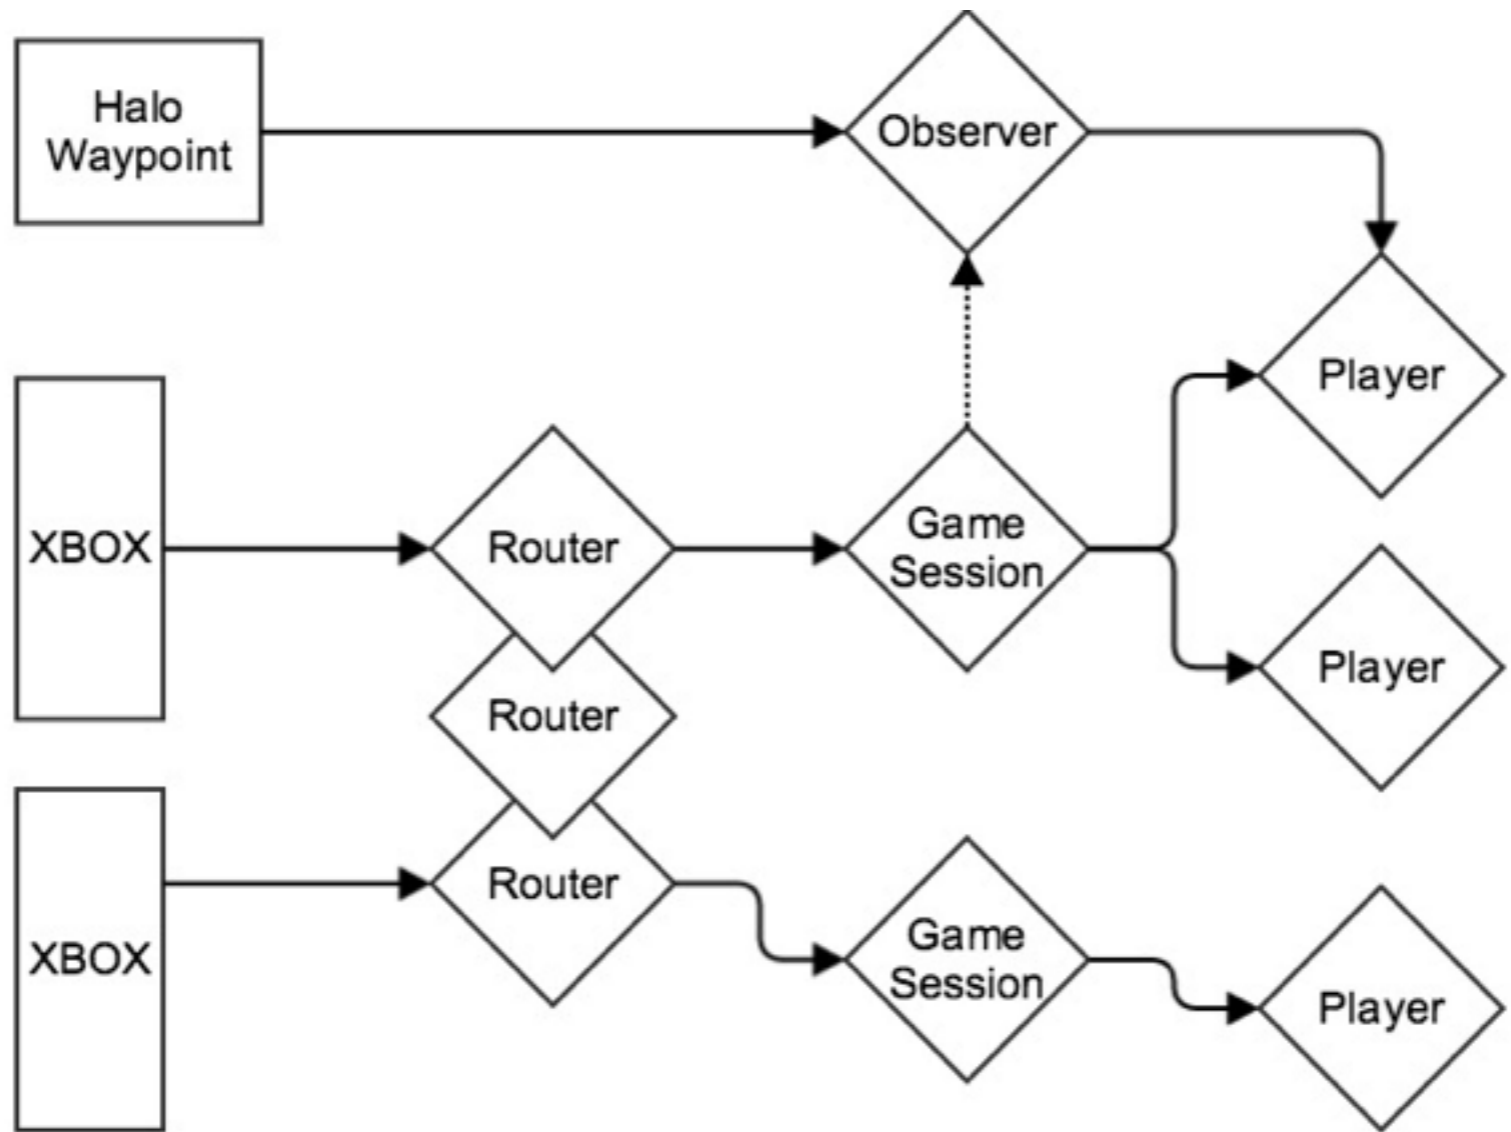 Halo
Waypoint
Observer
Player
XBOX
Router
Game
Session
Player
Router
XBOX
Router
Game
Session
Player